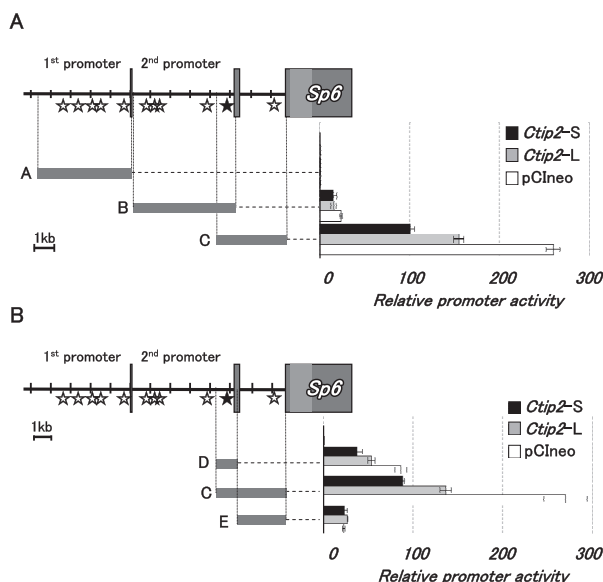 A
1st promoter 2nd promoter
Sp6
Ctip2-S
Ctip2-L
pCIneo
A
B
C
1kb
0 100 200 300
Relative promoter activity
B
1st promoter 2nd promoter
Sp6
1kb
Ctip2-S
Ctip2-L
pCIneo
D
C
E
0 100 200 300
Relative promoter activity